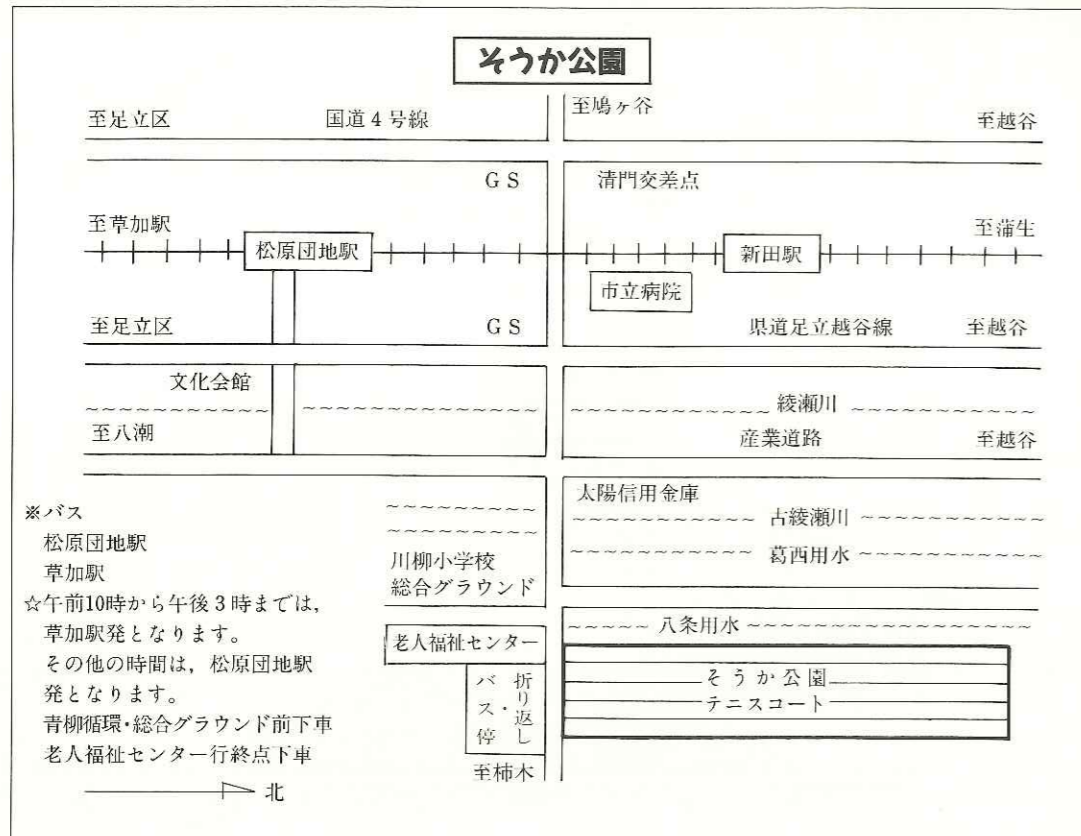 そうか公園
至足立区 国道4号線 至鳩ヶ谷 至越谷
GS 清門交差点
至草加駅 至蒲生
松原団地駅 新田駅
市立病院
至足立区 GS 県道足立越谷線 至越谷
文化会館 綾瀬川
至八潮 産業道路 至越谷
太陽信用金庫
古綾瀬川
葛西用水
川柳小学校
総合グラウンド
八条用水
老人福祉センター
そうか公園
テニスコート
折り返し・
バス停
至柿木
※バス
松原団地駅
草加駅
☆午前10時から午後3時までは,
草加駅発となります。
その他の時間は,松原団地駅
発となります。
青柳循環・総合グラウンド前下車
老人福祉センター行終点下車
北